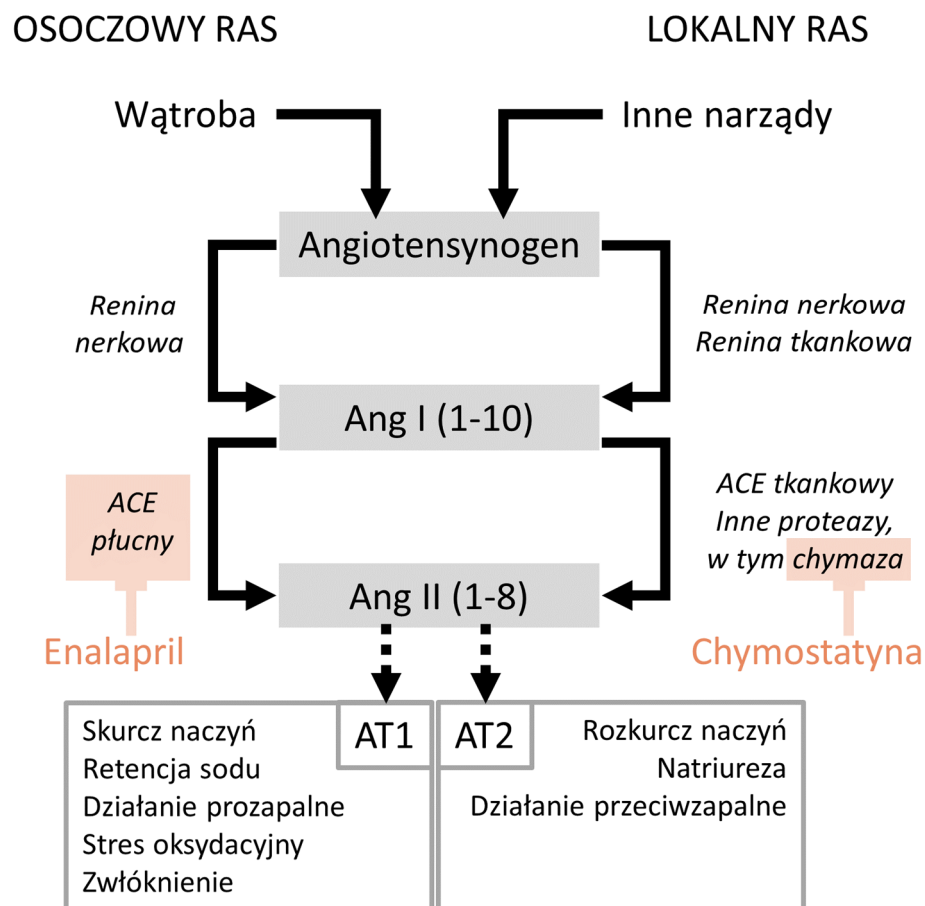 OSOCZOWY RAS
LOKALNY RAS
Wątroba
Inne narządy
Angiotensynogen
Renina
nerkowa
Renina nerkowa
Renina tkankowa
Ang I (1-10)
ACE
płucny
ACE tkankowy
Inne proteazy,
w tym chymaza
Ang II (1-8)
Enalapril
Chymostatyna
AT1
Skurcz naczyń
Retencja sodu
Działanie prozapalne
Stres oksydacyjny
Zwłóknienie
AT2
Rozkurcz naczyń
Natriureza
Działanie przeciwzapalne